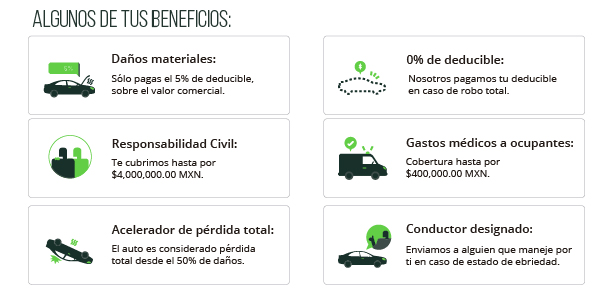 ALGUNOS DE TUS BENEFICIOS:
Daños materiales:
Sólo pagas el 5% de deducible,
sobre el valor comercial.
0% de deducible:
Nosotros pagamos tu deducible
en caso de robo total.
Responsabilidad Civil:
Te cubrimos hasta por
$4,000,000.00 MXN.
Gastos médicos a ocupantes:
Cobertura hasta por
$400,000.00 MXN.
Acelerador de pérdida total:
El auto es considerado pérdida
total desde el 50% de daños.
Conductor designado:
Enviamos a alguien que maneje por
ti en caso de estado de ebriedad.